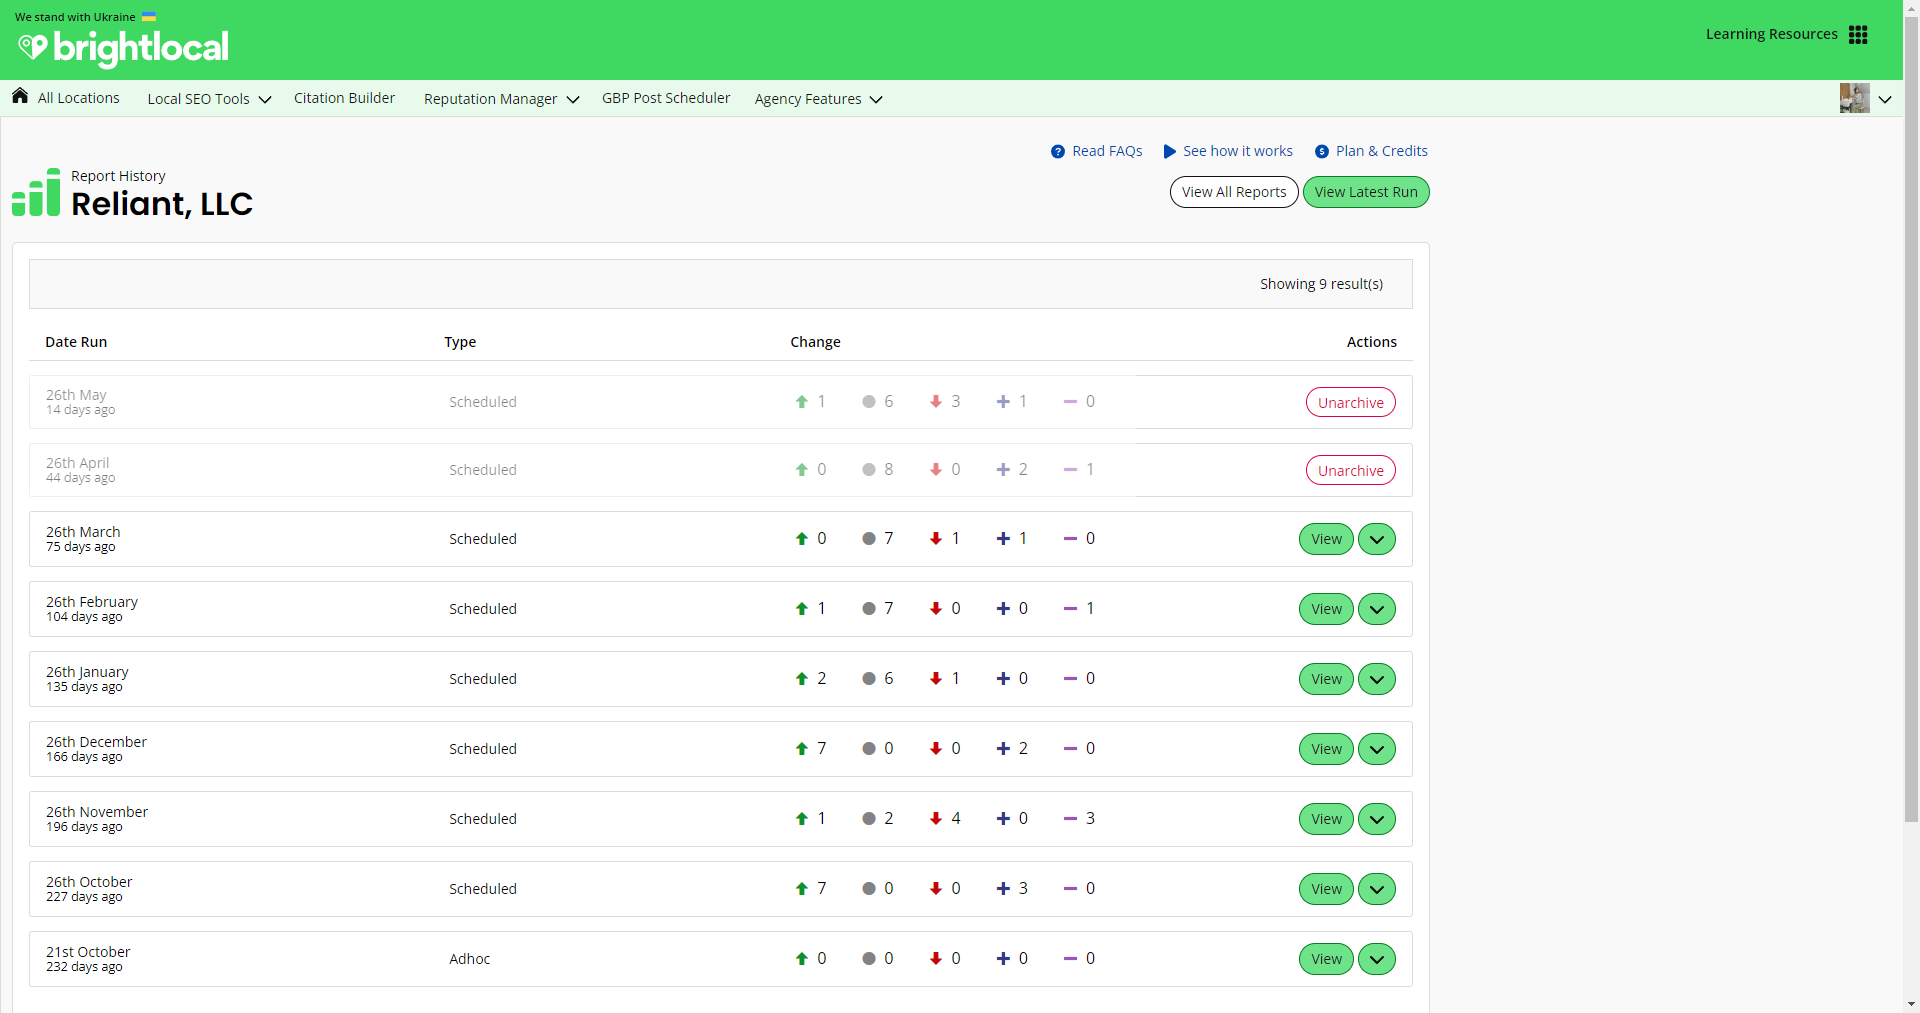 We stand with Ukraine
brightlocal
Learning Resources
All Locations Local SEO Tools Citation Builder Reputation Manager GBP Post Scheduler Agency Features
Read FAQs See how it works Plan & Credits
Report History
Reliant, LLC
View All Reports View Latest Run
Showing 9 result(s)
Date Run Type Change Actions
26th May
14 days ago
Scheduled 1 6 3 1 0 Unarchive
26th April
44 days ago
Scheduled 0 8 0 2 1 Unarchive
26th March
75 days ago
Scheduled 0 7 1 1 0 View
26th February
104 days ago
Scheduled 1 7 0 0 1 View
26th January
135 days ago
Scheduled 2 6 1 0 0 View
26th December
166 days ago
Scheduled 7 0 0 2 0 View
26th November
196 days ago
Scheduled 1 2 4 0 3 View
26th October
227 days ago
Scheduled 7 0 0 3 0 View
21st October
232 days ago
Adhoc 0 0 0 0 0 View